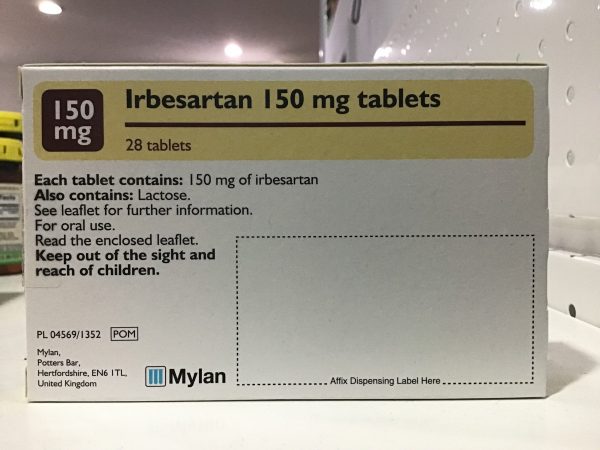 150
mg
Irbesartan 150 mg tablets
28 tablets
Each tablet contains: 150 mg of irbesartan
Also contains: Lactose.
See leaflet for further information.
For oral use.
Read the enclosed leaflet.
Keep out of the sight and
reach of children.
PL 04569/1352 POM
Mylan,
Potters Bar,
Hertfordshire, EN6 1TL,
United Kingdom
Mylan
Affix Dispensing Label Here